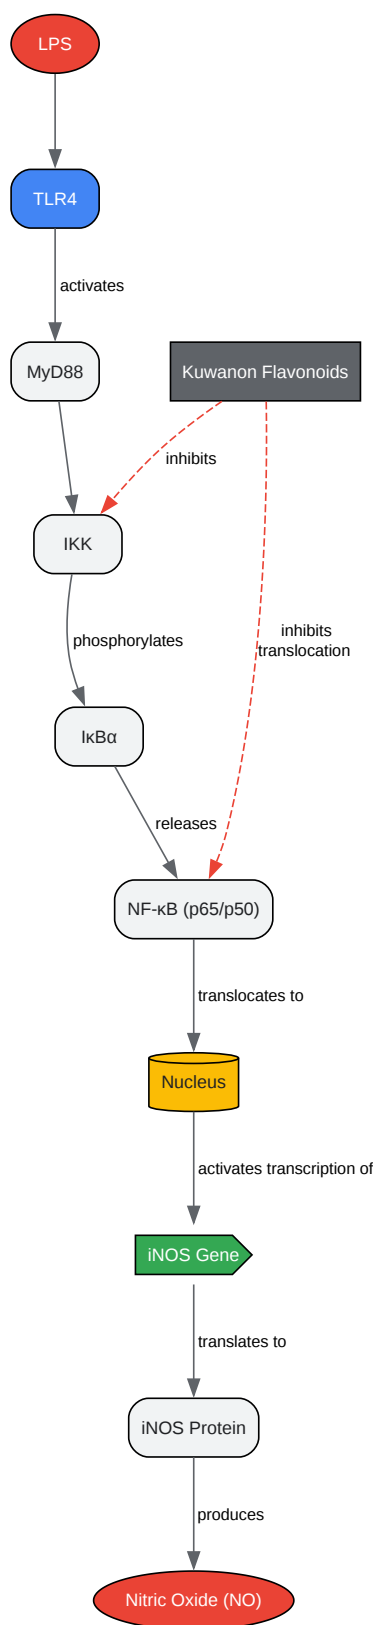 LPS
TLR4
activates
MyD88
Kuwanon Flavonoids
inhibits
IKK
phosphorylates
inhibits
translocation
IκBα
releases
NF-κB (p65/p50)
translocates to
Nucleus
activates transcription of
iNOS Gene
translates to
iNOS Protein
produces
Nitric Oxide (NO)